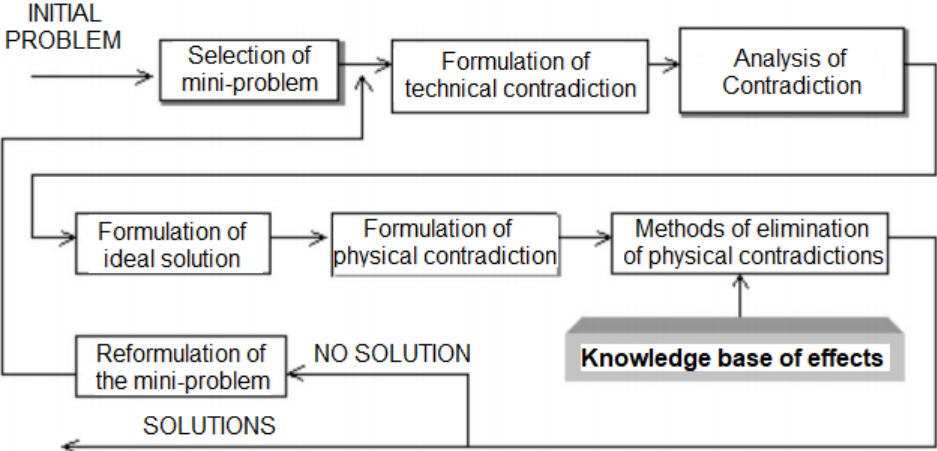 INITIAL
PROBLEM
Selection of
mini-problem
Formulation of
technical contradiction
Analysis of
Contradiction
Formulation of
ideal solution
Formulation of
physical contradiction
Methods of elimination
of physical contradictions
Knowledge base of effects
Reformulation of
the mini-problem
NO SOLUTION
SOLUTIONS